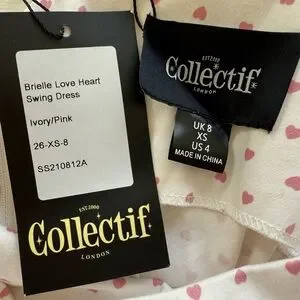 Brielle Love Heart
Swing Dress
Ivory/Pink
26-XS-8
SS210812A
EST 2000
Collectif
LONDON
EST 2000
Collectif
LONDON
UK 8
XS
US 4
MADE IN CHINA